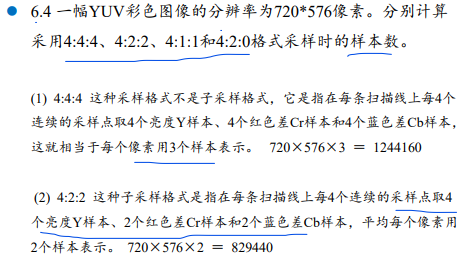 ● 6.4 一幅YUV彩色图像的分辨率为720*576像素。分别计算
采用4:4:4、4:2:2、4:1:1和4:2:0格式采样时的样本数。
(1) 4:4:4 这种采样格式不是子采样格式，它是指在每条扫描线上每4个
连续的采样点取4个亮度Y样本、4个红色差Cr样本和4个蓝色差Cb样本，
这就相当于每个像素用3个样本表示。 720×576×3 = 1244160
(2) 4:2:2 这种子采样格式是指在每条扫描线上每4个连续的采样点取4
个亮度Y样本、2个红色差Cr样本和2个蓝色差Cb样本，平均每个像素用
2个样本表示。 720×576×2 = 829440